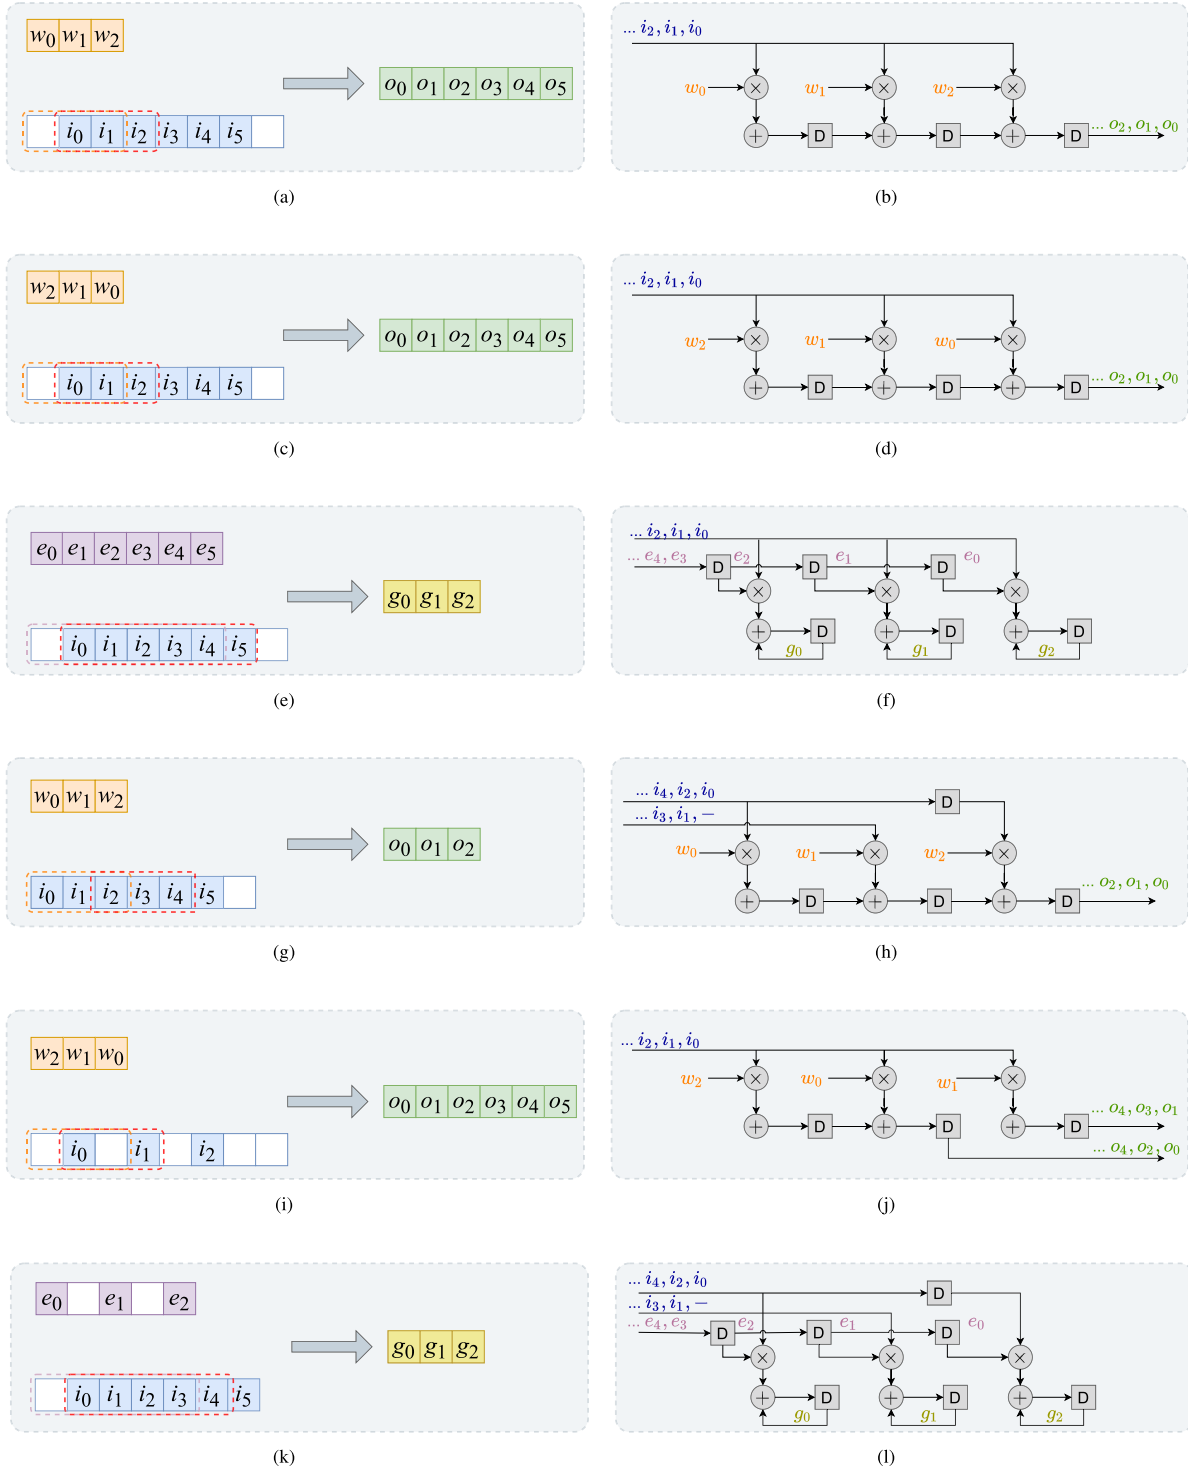 w0 w1 w2
i0 i1 i2 i3 i4 i5
o0 o1 o2 o3 o4 o5
(a)
... i2, i1, i0
w0 × w1 × w2 ×
+ D + D + D ... o2, o1, o0
(b)
w2 w1 w0
i0 i1 i2 i3 i4 i5
o0 o1 o2 o3 o4 o5
(c)
... i2, i1, i0
w2 × w1 × w0 ×
+ D + D + D ... o2, o1, o0
(d)
e0 e1 e2 e3 e4 e5
g0 g1 g2
i0 i1 i2 i3 i4 i5
(e)
... i2, i1, i0
... e4, e3 D e2 D e1 D e0
× × ×
+ D + D + D
g0 g1 g2
(f)
w0 w1 w2
o0 o1 o2
i0 i1 i2 i3 i4 i5
(g)
... i4, i2, i0 D
... i3, i1, −
w0 × w1 × w2 ×
+ D + D + D ... o2, o1, o0
(h)
w2 w1 w0
o0 o1 o2 o3 o4 o5
i0 i1 i2
(i)
... i2, i1, i0
w2 × w0 × w1 ×
+ D + D + D ... o4, o3, o1
... o4, o2, o0
(j)
e0 e1 e2
g0 g1 g2
i0 i1 i2 i3 i4 i5
(k)
... i4, i2, i0 D
... i3, i1, −
... e4, e3 D e2 D e1 D e0
× × ×
+ D + D + D
g0 g1 g2
(l)